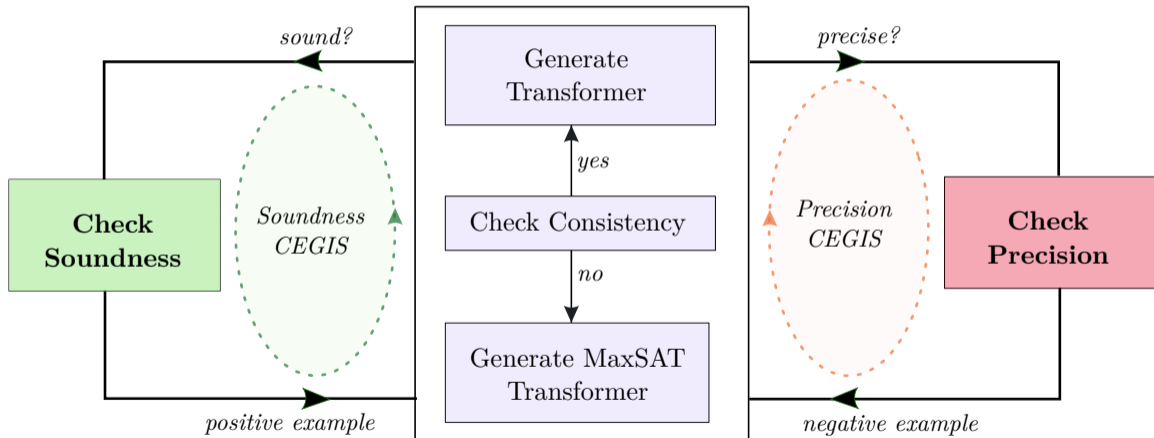 sound?
Generate
Transformer
precise?
yes
Check
Soundness
Soundness
CEGIS
Check Consistency
Precision
CEGIS
Check
Precision
no
Generate MaxSAT
Transformer
positive example
negative example